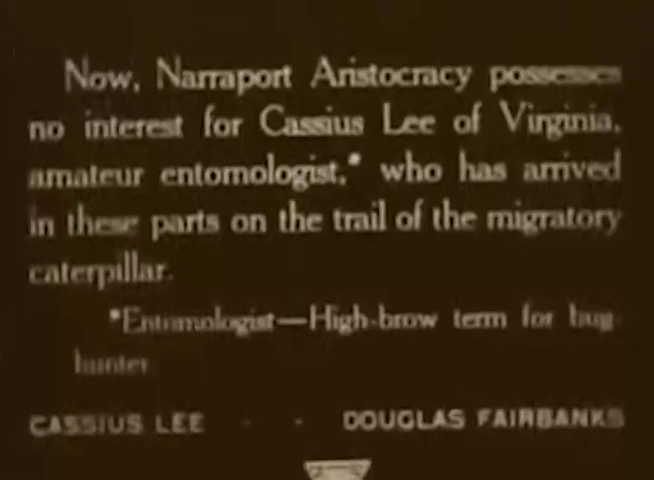 Now, Narraport Aristocracy possesses
no interest for Cassius Lee of Virginia,
amateur entomologist,* who has arrived
in these parts on the trail of the migratory
caterpillar.
*Entomologist—High-brow term for bug-
hunter.
CASSIUS LEE - - DOUGLAS FAIRBANKS